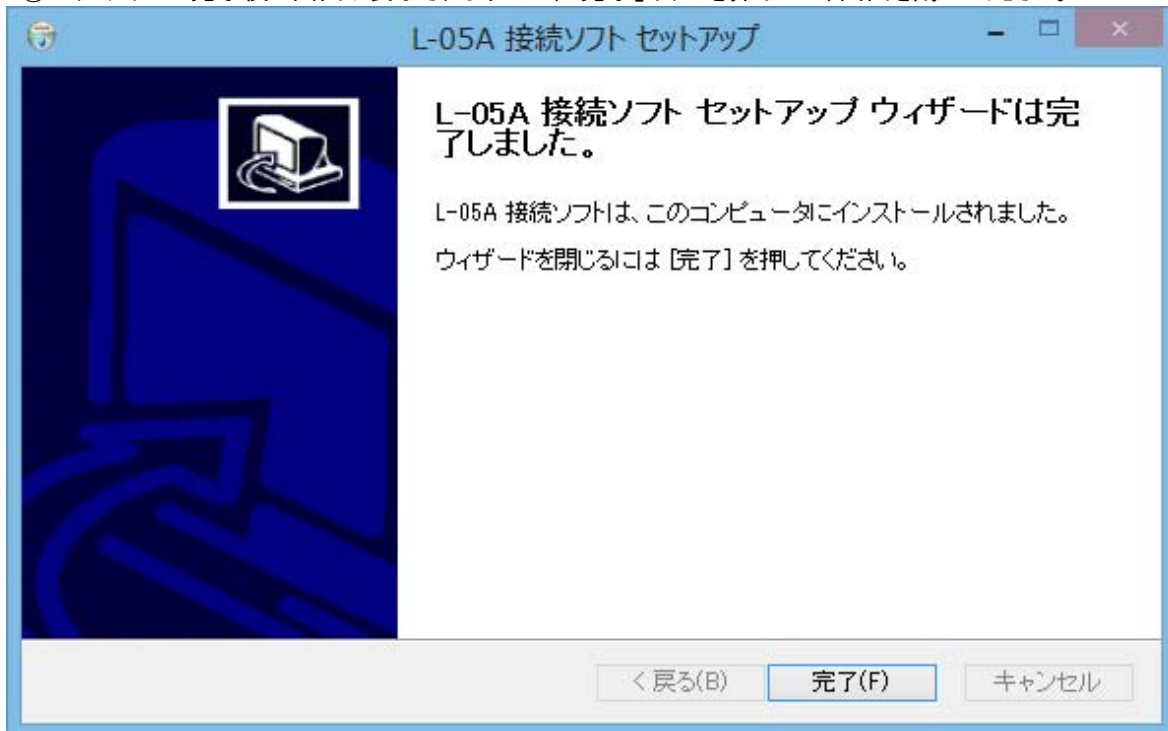 L-05A 接続ソフト セットアップ
L-05A 接続ソフト セットアップ ウィザードは完
了しました。
L-05A 接続ソフトは、このコンピュータにインストールされました。
ウィザードを閉じるには [完了] を押してください。
< 戻る(B)
完了(F)
キャンセル